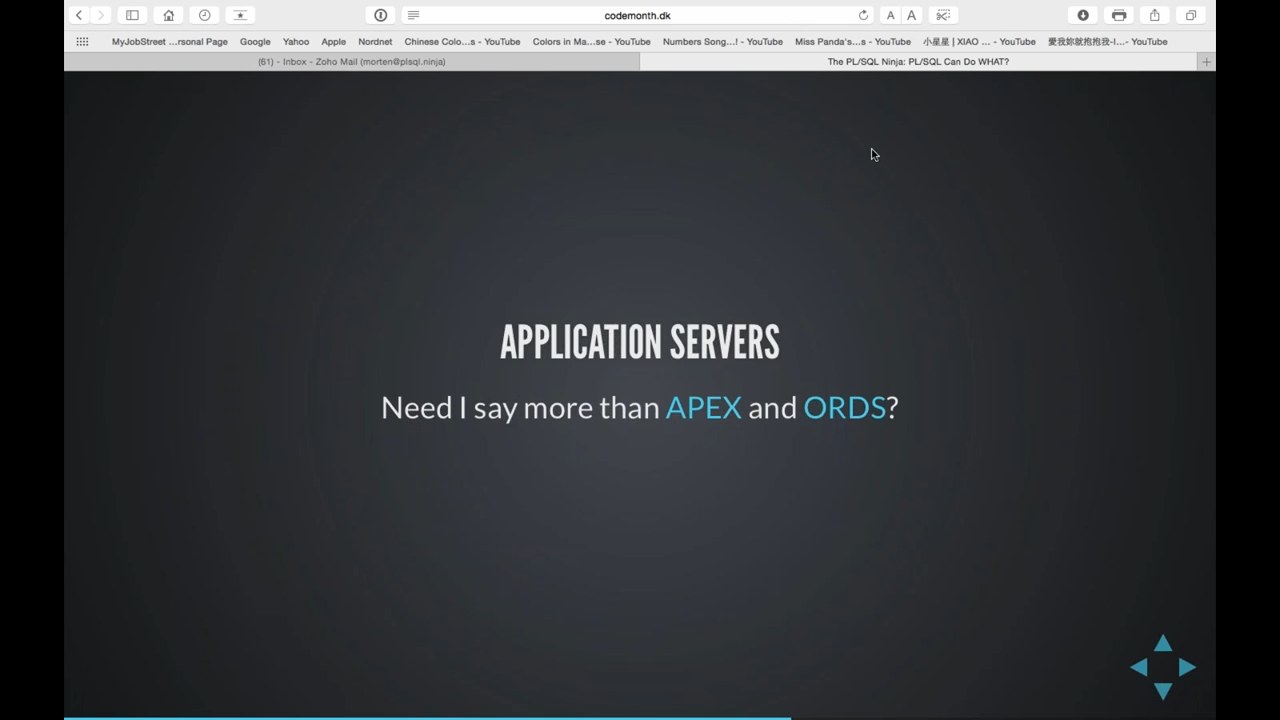 codemonth.dk
A A
MyJobStreet ...rsonal Page Google Yahoo Apple Nordnet Chinese Colo...s - YouTube Colors in Ma...se - YouTube Numbers Song...! - YouTube Miss Panda's...s - YouTube 小星星 | XIAO ... - YouTube 愛我妳就抱抱我-I...- YouTube
(61) - Inbox - Zoho Mail (morten@plsql.ninja) The PL/SQL Ninja: PL/SQL Can Do WHAT?
APPLICATION SERVERS
Need I say more than APEX and ORDS?